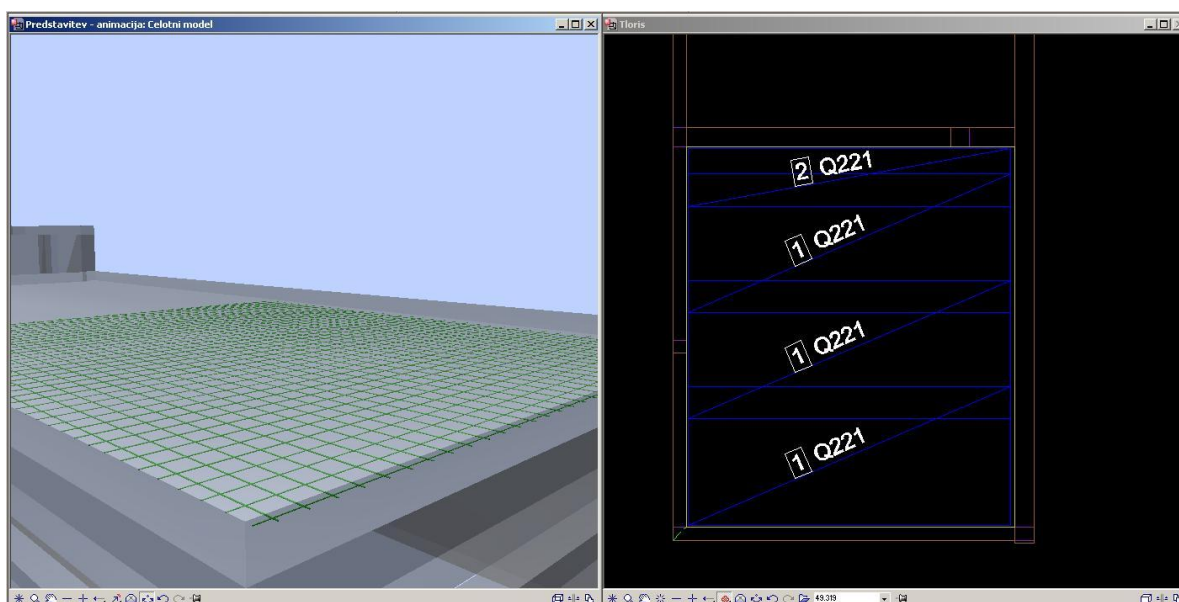 Predstavitev - animacija: Celotni model
Tloris
2 Q221
1 Q221
1 Q221
1 Q221
49.319